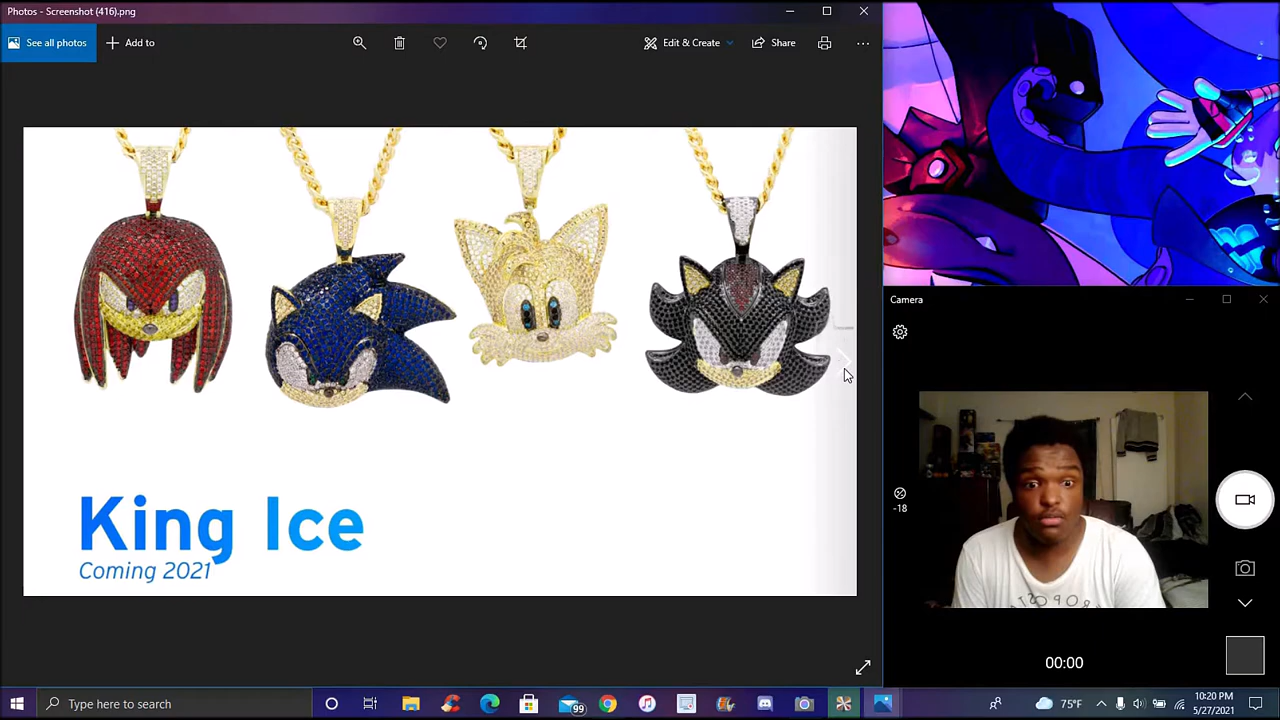 Photos - Screenshot (416).png
See all photos
Add to
Edit & Create
Share
King Ice
Coming 2021
Camera
-18
00:00
Type here to search
99
75°F
10:20 PM
5/27/2021